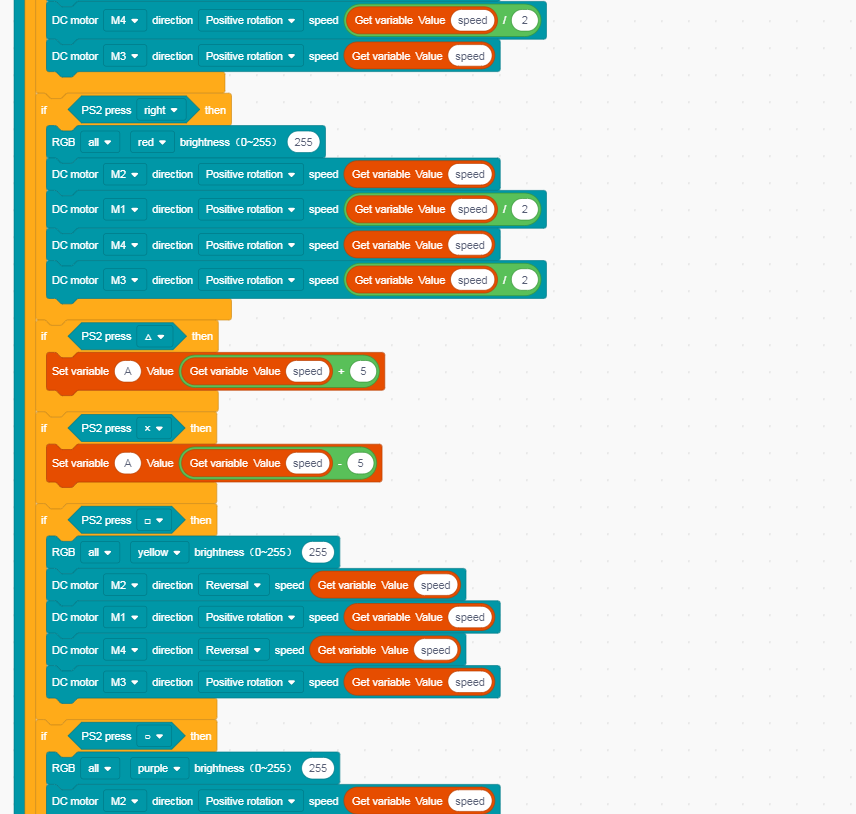 DC motor M4 direction Positive rotation speed Get variable Value speed / 2
DC motor M3 direction Positive rotation speed Get variable Value speed
if PS2 press right then
RGB all red brightness（0~255） 255
DC motor M2 direction Positive rotation speed Get variable Value speed
DC motor M1 direction Positive rotation speed Get variable Value speed / 2
DC motor M4 direction Positive rotation speed Get variable Value speed
DC motor M3 direction Positive rotation speed Get variable Value speed / 2
if PS2 press △ then
Set variable A Value Get variable Value speed + 5
if PS2 press × then
Set variable A Value Get variable Value speed - 5
if PS2 press □ then
RGB all yellow brightness（0~255） 255
DC motor M2 direction Reversal speed Get variable Value speed
DC motor M1 direction Positive rotation speed Get variable Value speed
DC motor M4 direction Reversal speed Get variable Value speed
DC motor M3 direction Positive rotation speed Get variable Value speed
if PS2 press ▫ then
RGB all purple brightness（0~255） 255
DC motor M2 direction Positive rotation speed Get variable Value speed